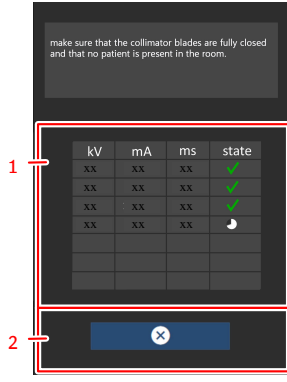 make sure that the collimator blades are fully closed
and that no patient is present in the room.
kV mA ms state
xx xx xx
xx xx xx
xx xx xx
xx xx xx
1
2